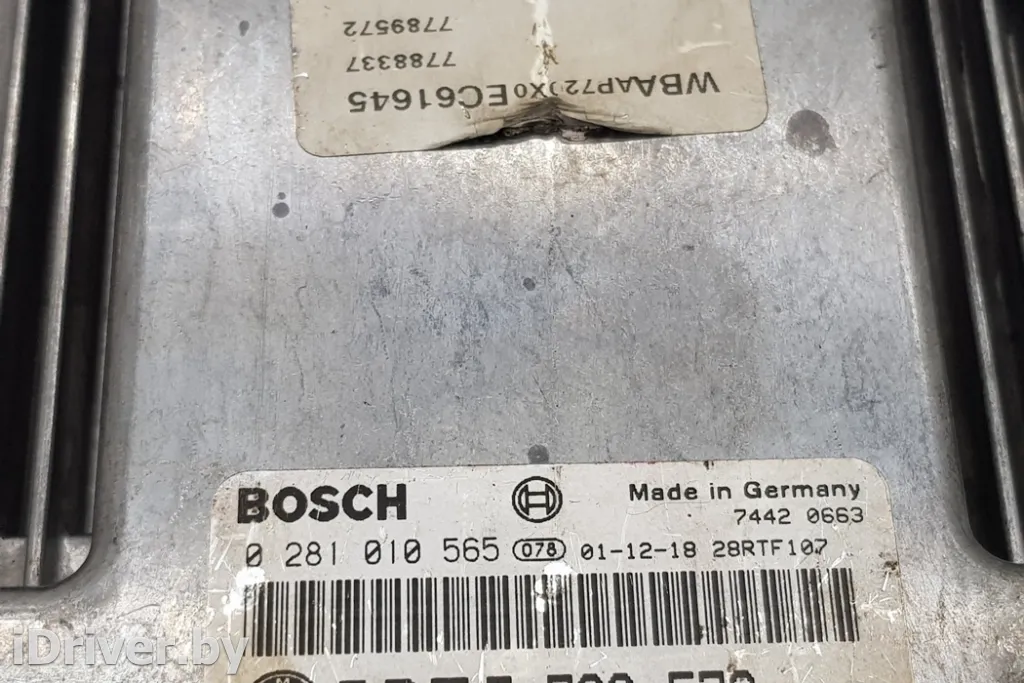 7789572
7788337
WBAAP72 X0EC61645
BOSCH
Made in Germany
7442 0663
0 281 010 565 078 01-12-18 28RTF107
iDriver.by